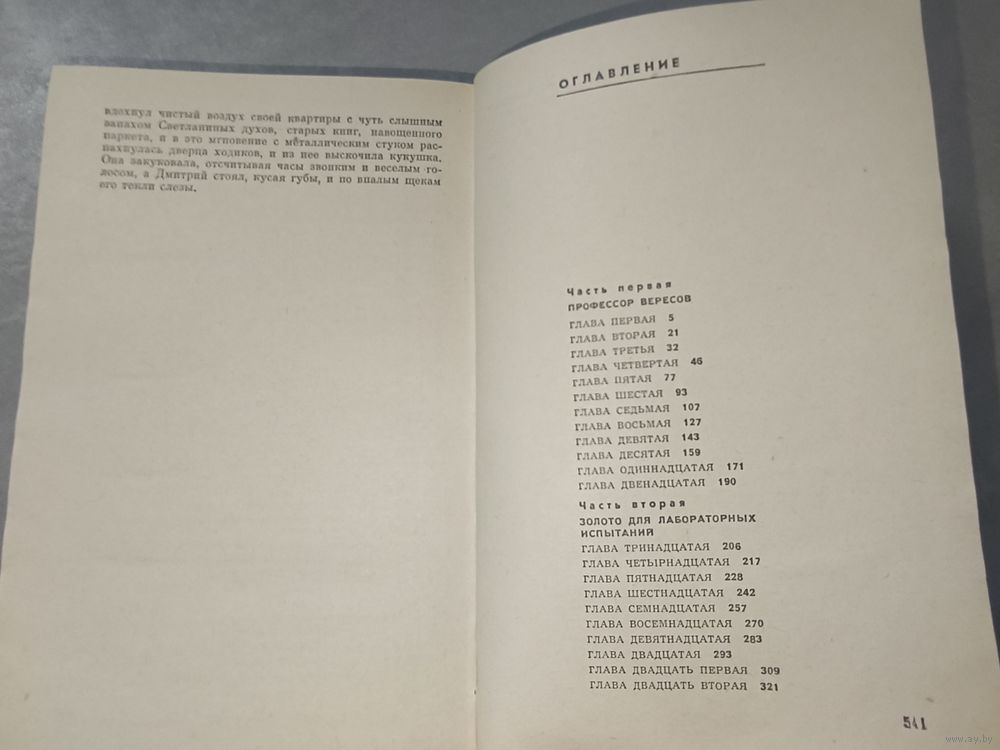 вдохнул чистый воздух своей квартиры с чуть слышным
запахом Светланиных духов, старых книг, навощенного
паркета, и в это мгновение с металлическим стуком рас-
пахнулась дверца ходиков, и из нее выскочила кукушка.
Она закуковала, отсчитывая часы звонким и веселым го-
лосом, а Дмитрий стоял, кусая губы, и по впалым щекам
его текли слезы.
ОГЛАВЛЕНИЕ
Часть первая
ПРОФЕССОР ВЕРЕСОВ
ГЛАВА ПЕРВАЯ 5
ГЛАВА ВТОРАЯ 21
ГЛАВА ТРЕТЬЯ 32
ГЛАВА ЧЕТВЕРТАЯ 46
ГЛАВА ПЯТАЯ 77
ГЛАВА ШЕСТАЯ 93
ГЛАВА СЕДЬМАЯ 107
ГЛАВА ВОСЬМАЯ 127
ГЛАВА ДЕВЯТАЯ 143
ГЛАВА ДЕСЯТАЯ 159
ГЛАВА ОДИННАДЦАТАЯ 171
ГЛАВА ДВЕНАДЦАТАЯ 190
Часть вторая
ЗОЛОТО ДЛЯ ЛАБОРАТОРНЫХ
ИСПЫТАНИЙ
ГЛАВА ТРИНАДЦАТАЯ 206
ГЛАВА ЧЕТЫРНАДЦАТАЯ 217
ГЛАВА ПЯТНАДЦАТАЯ 228
ГЛАВА ШЕСТНАДЦАТАЯ 242
ГЛАВА СЕМНАДЦАТАЯ 257
ГЛАВА ВОСЕМНАДЦАТАЯ 270
ГЛАВА ДЕВЯТНАДЦАТАЯ 283
ГЛАВА ДВАДЦАТАЯ 293
ГЛАВА ДВАДЦАТЬ ПЕРВАЯ 309
ГЛАВА ДВАДЦАТЬ ВТОРАЯ 321
541
www.ay.by